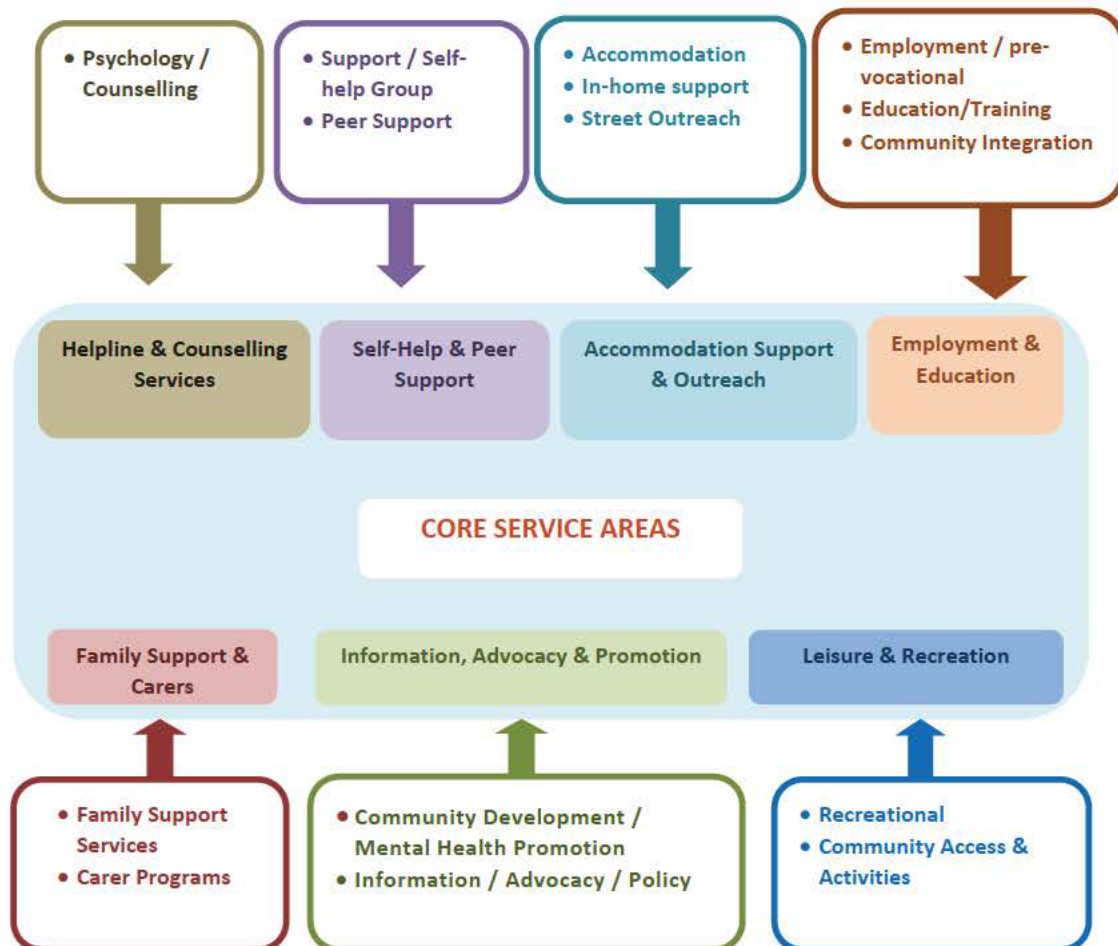 • Psychology /
Counselling
• Support / Self-
help Group
• Peer Support
• Accommodation
• In-home support
• Street Outreach
• Employment / pre-
vocational
• Education/Training
• Community Integration
Helpline & Counselling
Services
Self-Help & Peer
Support
Accommodation Support
& Outreach
Employment &
Education
CORE SERVICE AREAS
Family Support &
Carers
Information, Advocacy & Promotion
Leisure & Recreation
• Family Support
Services
• Carer Programs
• Community Development /
Mental Health Promotion
• Information / Advocacy / Policy
• Recreational
• Community Access &
Activities